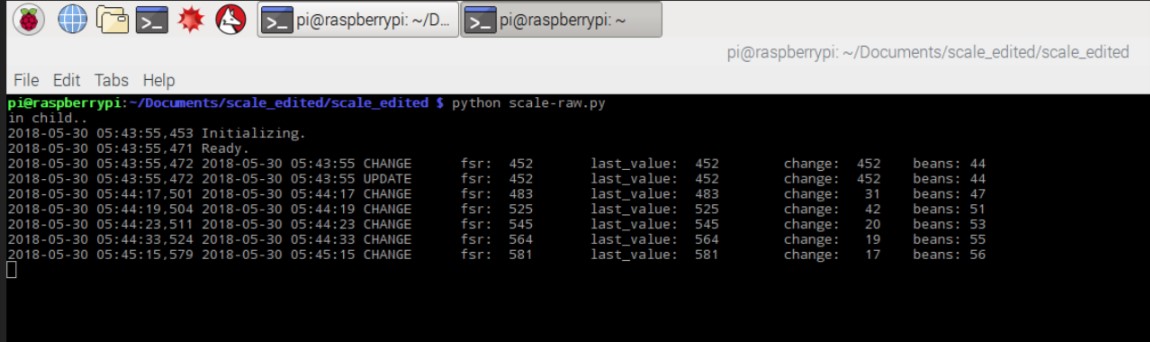 pi@raspberrypi: ~/D... pi@raspberrypi: ~
pi@raspberrypi: ~/Documents/scale_edited/scale_edited
File Edit Tabs Help
pi@raspberrypi:~/Documents/scale_edited/scale_edited $ python scale-raw.py
in child..
2018-05-30 05:43:55,453 Initializing.
2018-05-30 05:43:55,471 Ready.
2018-05-30 05:43:55,472 2018-05-30 05:43:55 CHANGE fsr: 452 last_value: 452 change: 452 beans: 44
2018-05-30 05:43:55,472 2018-05-30 05:43:55 UPDATE fsr: 452 last_value: 452 change: 452 beans: 44
2018-05-30 05:44:17,501 2018-05-30 05:44:17 CHANGE fsr: 483 last_value: 483 change: 31 beans: 47
2018-05-30 05:44:19,504 2018-05-30 05:44:19 CHANGE fsr: 525 last_value: 525 change: 42 beans: 51
2018-05-30 05:44:23,511 2018-05-30 05:44:23 CHANGE fsr: 545 last_value: 545 change: 20 beans: 53
2018-05-30 05:44:33,524 2018-05-30 05:44:33 CHANGE fsr: 564 last_value: 564 change: 19 beans: 55
2018-05-30 05:45:15,579 2018-05-30 05:45:15 CHANGE fsr: 581 last_value: 581 change: 17 beans: 56